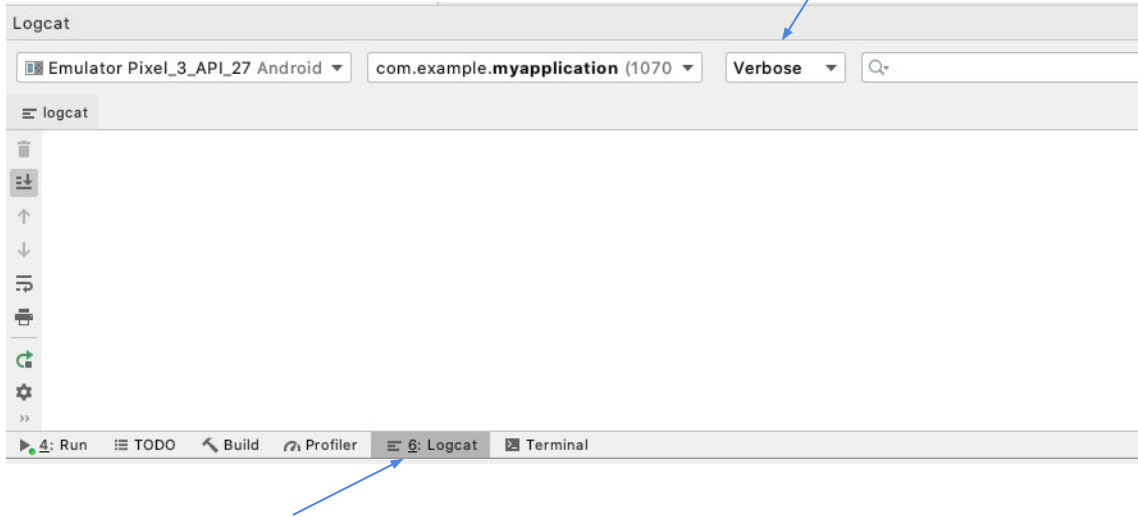 Logcat
Emulator Pixel_3_API_27 Android com.example.myapplication (1070 Verbose
logcat
4: Run TODO Build Profiler 6: Logcat Terminal